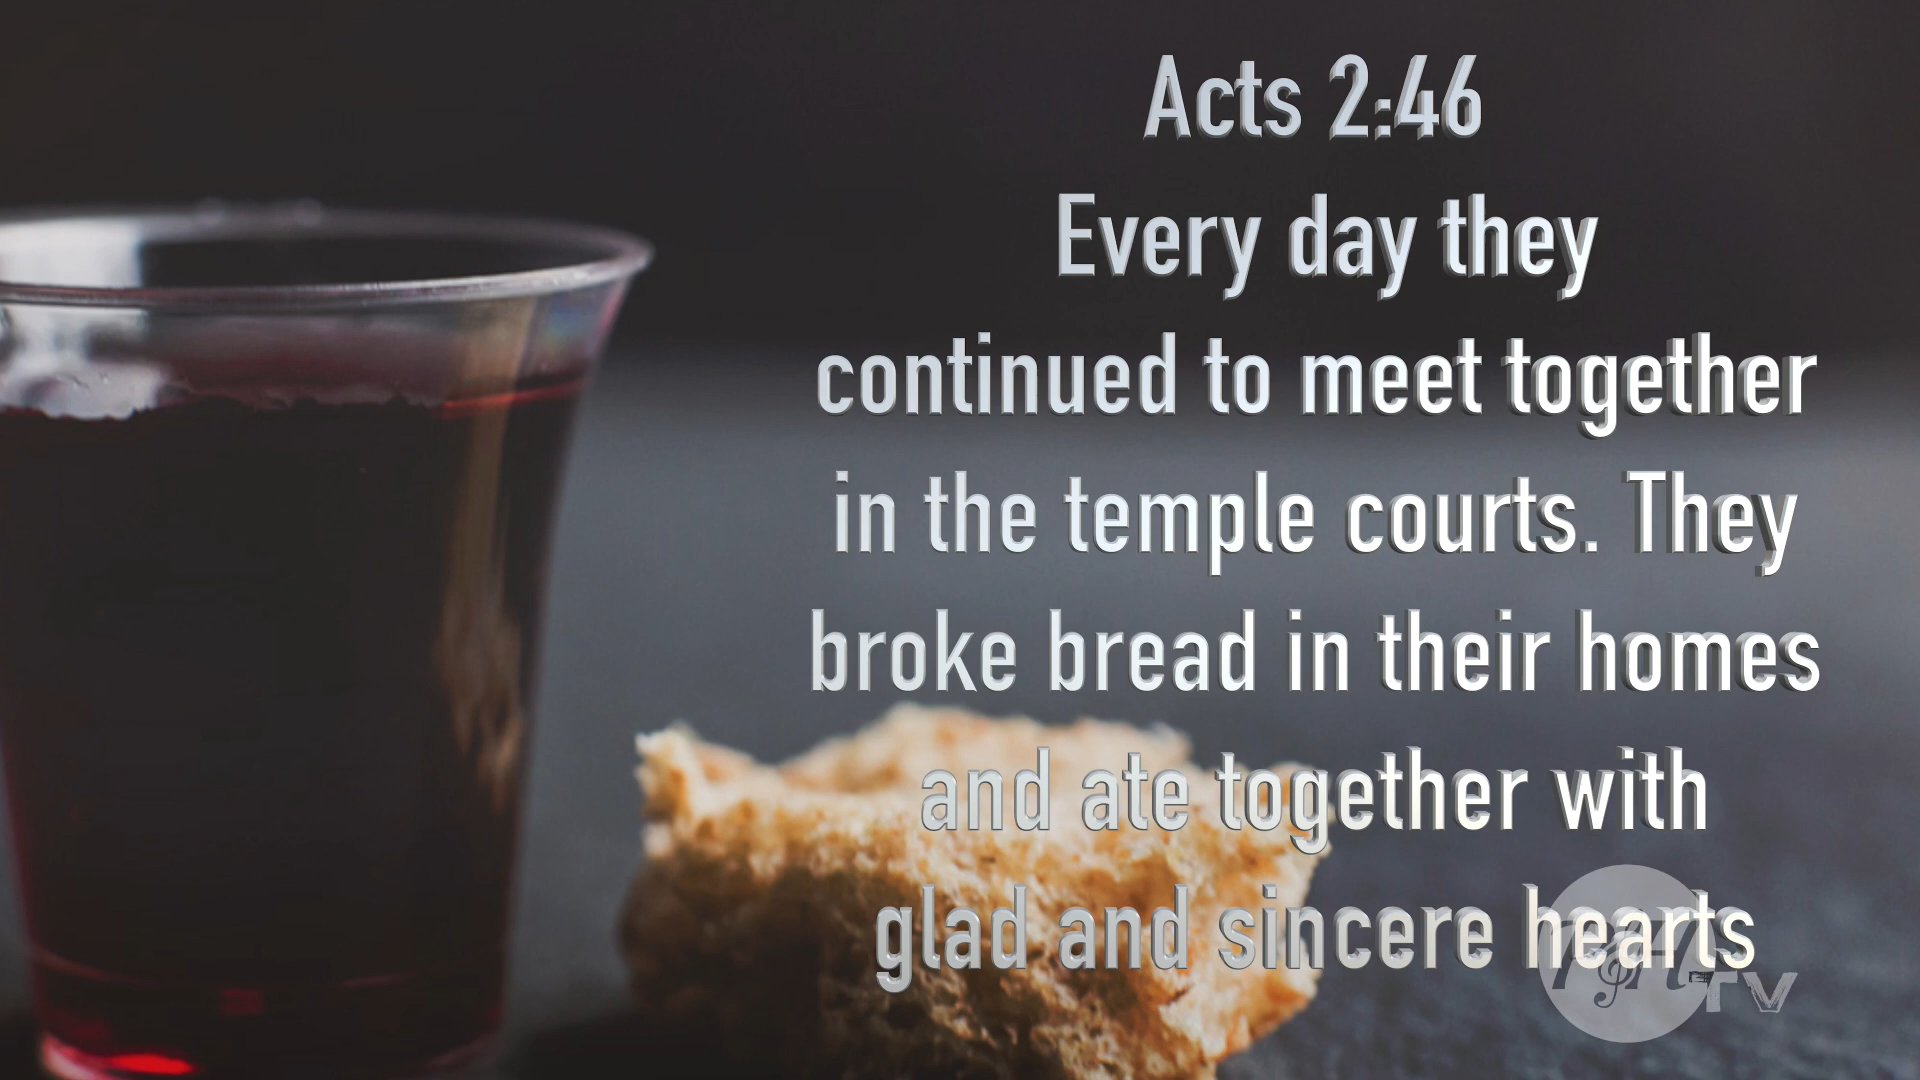 Acts 2:46
Every day they
continued to meet together
in the temple courts. They
broke bread in their homes
and ate together with
glad and sincere hearts
TV